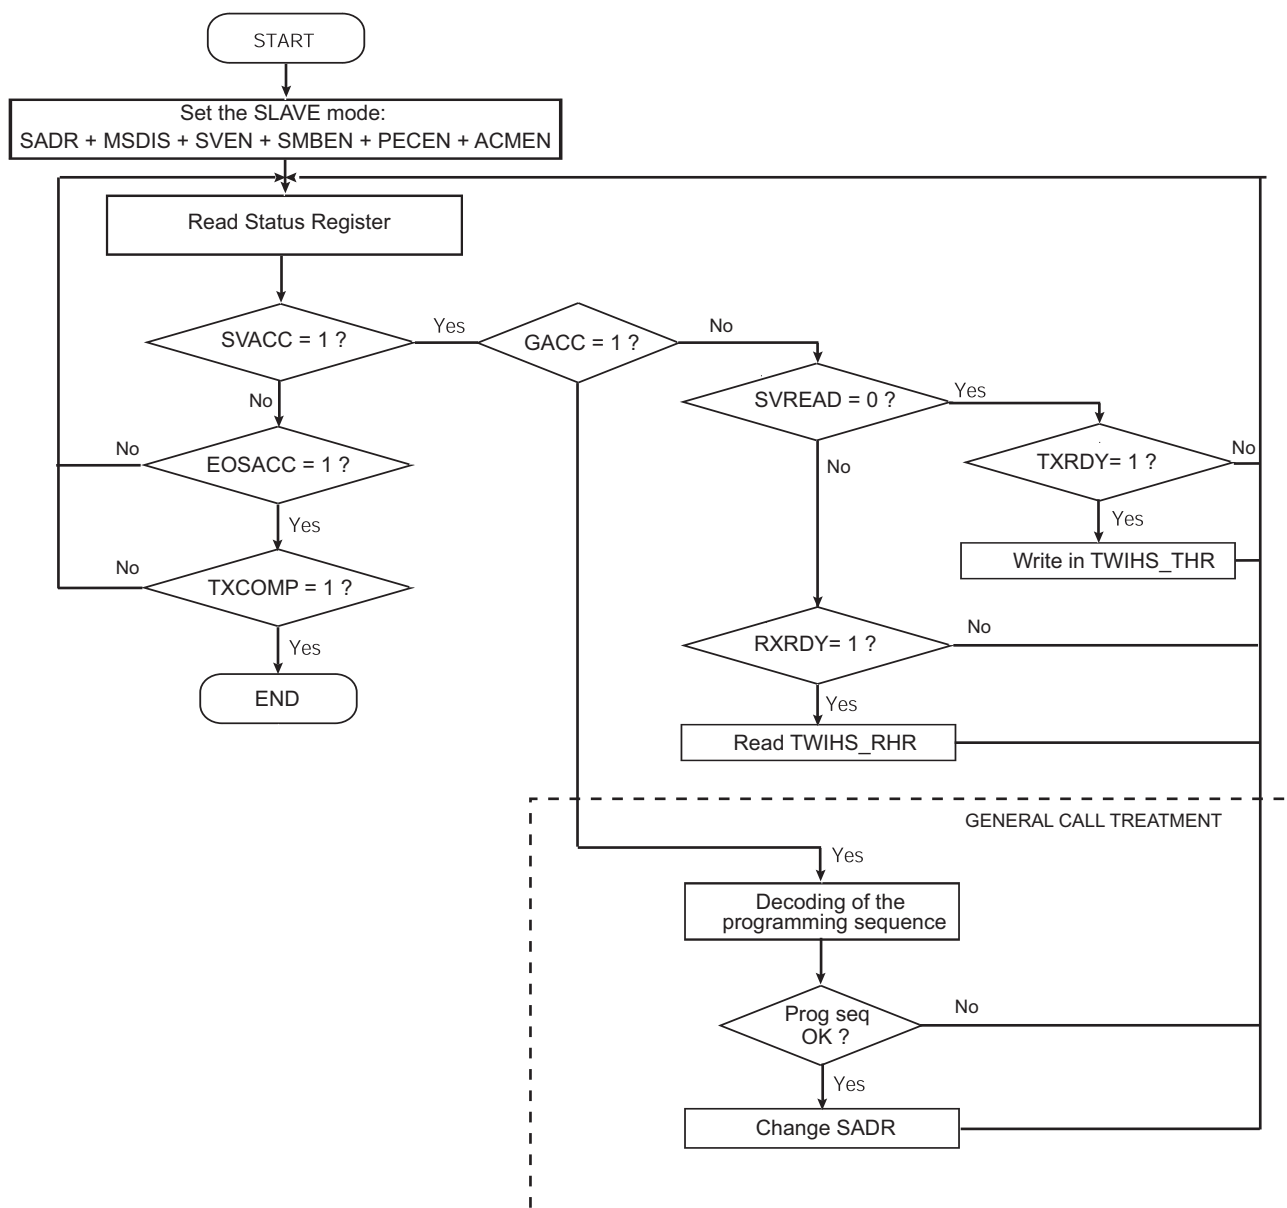 START
Set the SLAVE mode:
SADR + MSDIS + SVEN + SMBEN + PECEN + ACMEN
Read Status Register
SVACC = 1 ?
Yes
GACC = 1 ?
No
SVREAD = 0 ?
Yes
No
EOSACC = 1 ?
No
TXRDY= 1 ?
No
No
Yes
Yes
Write in TWIHS_THR
TXCOMP = 1 ?
No
Yes
RXRDY= 1 ?
No
END
Yes
Read TWIHS_RHR
GENERAL CALL TREATMENT
Yes
Decoding of the
programming sequence
Prog seq
OK ?
No
Yes
Change SADR